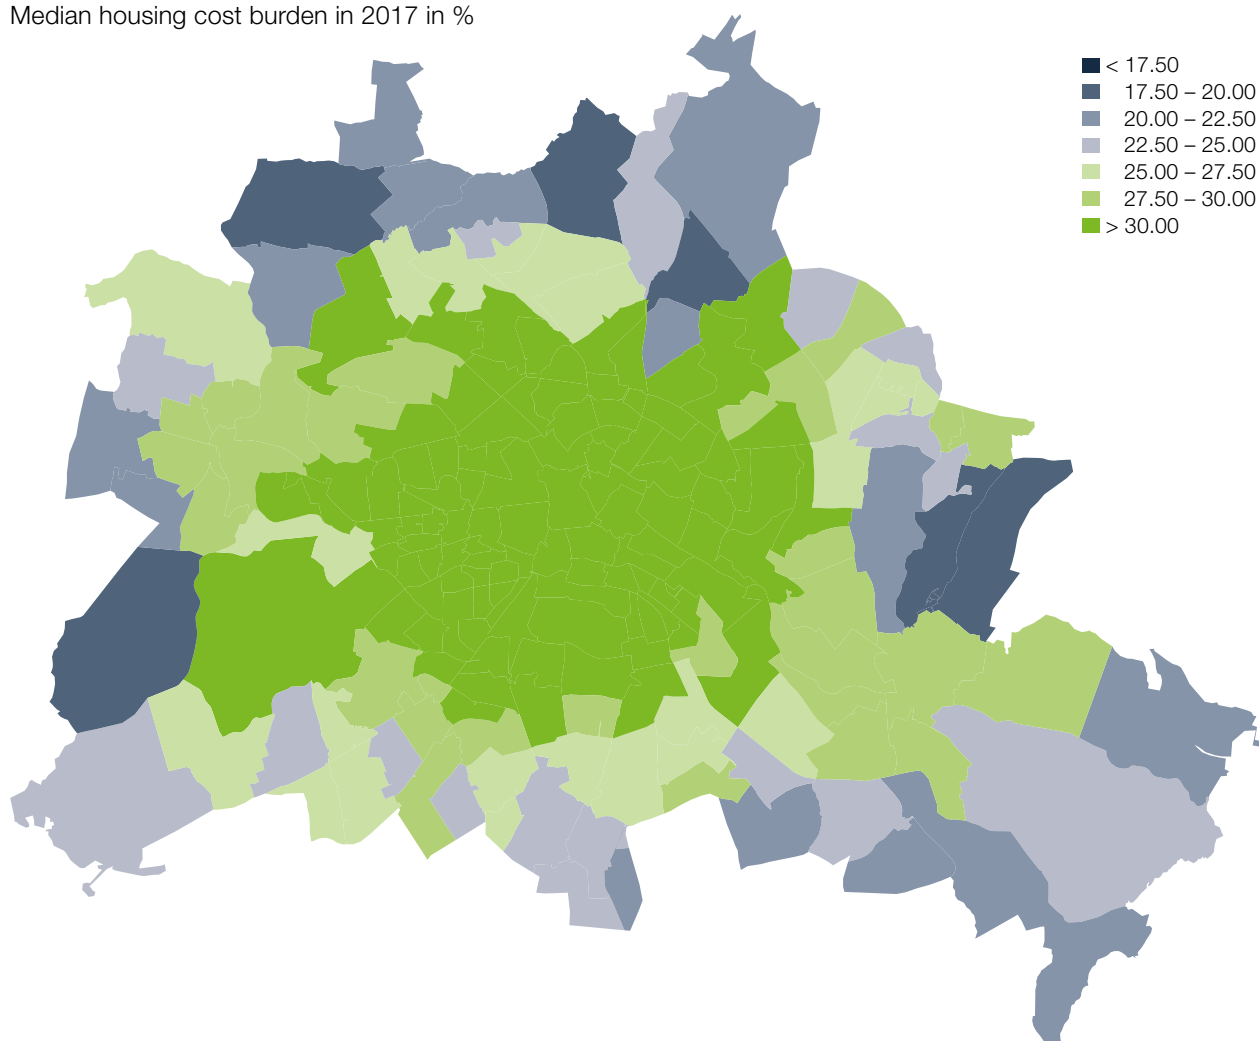 Median housing cost burden in 2017 in %
< 17.50
17.50 – 20.00
20.00 – 22.50
22.50 – 25.00
25.00 – 27.50
27.50 – 30.00
> 30.00